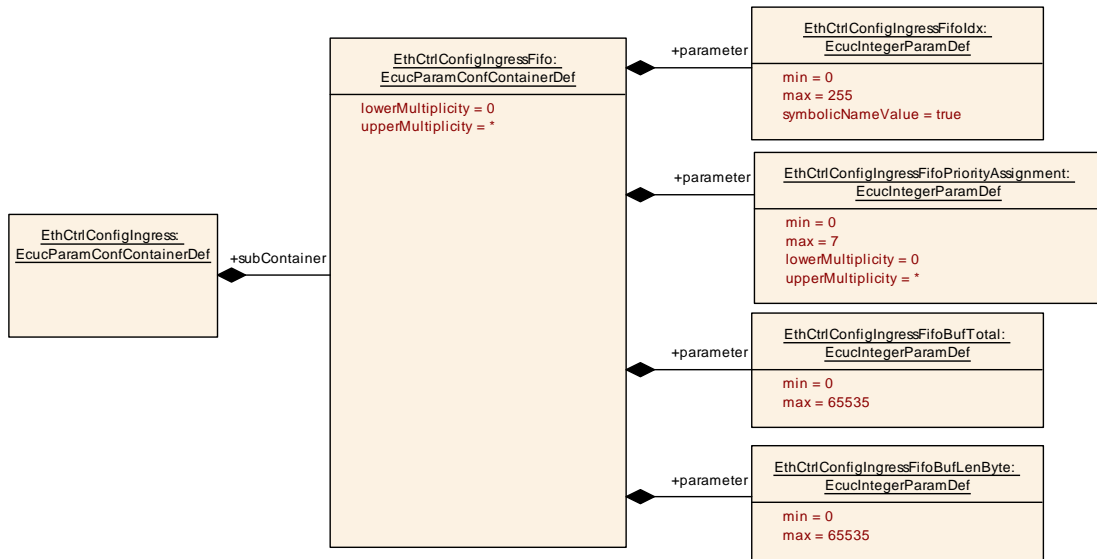 EthCtrlConfigIngress:
EcucParamConfContainerDef
+subContainer
EthCtrlConfigIngressFifo:
EcucParamConfContainerDef
lowerMultiplicity = 0
upperMultiplicity = *
+parameter
EthCtrlConfigIngressFifoIdx:
EcucIntegerParamDef
min = 0
max = 255
symbolicNameValue = true
+parameter
EthCtrlConfigIngressFifoPriorityAssignment:
EcucIntegerParamDef
min = 0
max = 7
lowerMultiplicity = 0
upperMultiplicity = *
+parameter
EthCtrlConfigIngressFifoBufTotal:
EcucIntegerParamDef
min = 0
max = 65535
+parameter
EthCtrlConfigIngressFifoBufLenByte:
EcucIntegerParamDef
min = 0
max = 65535